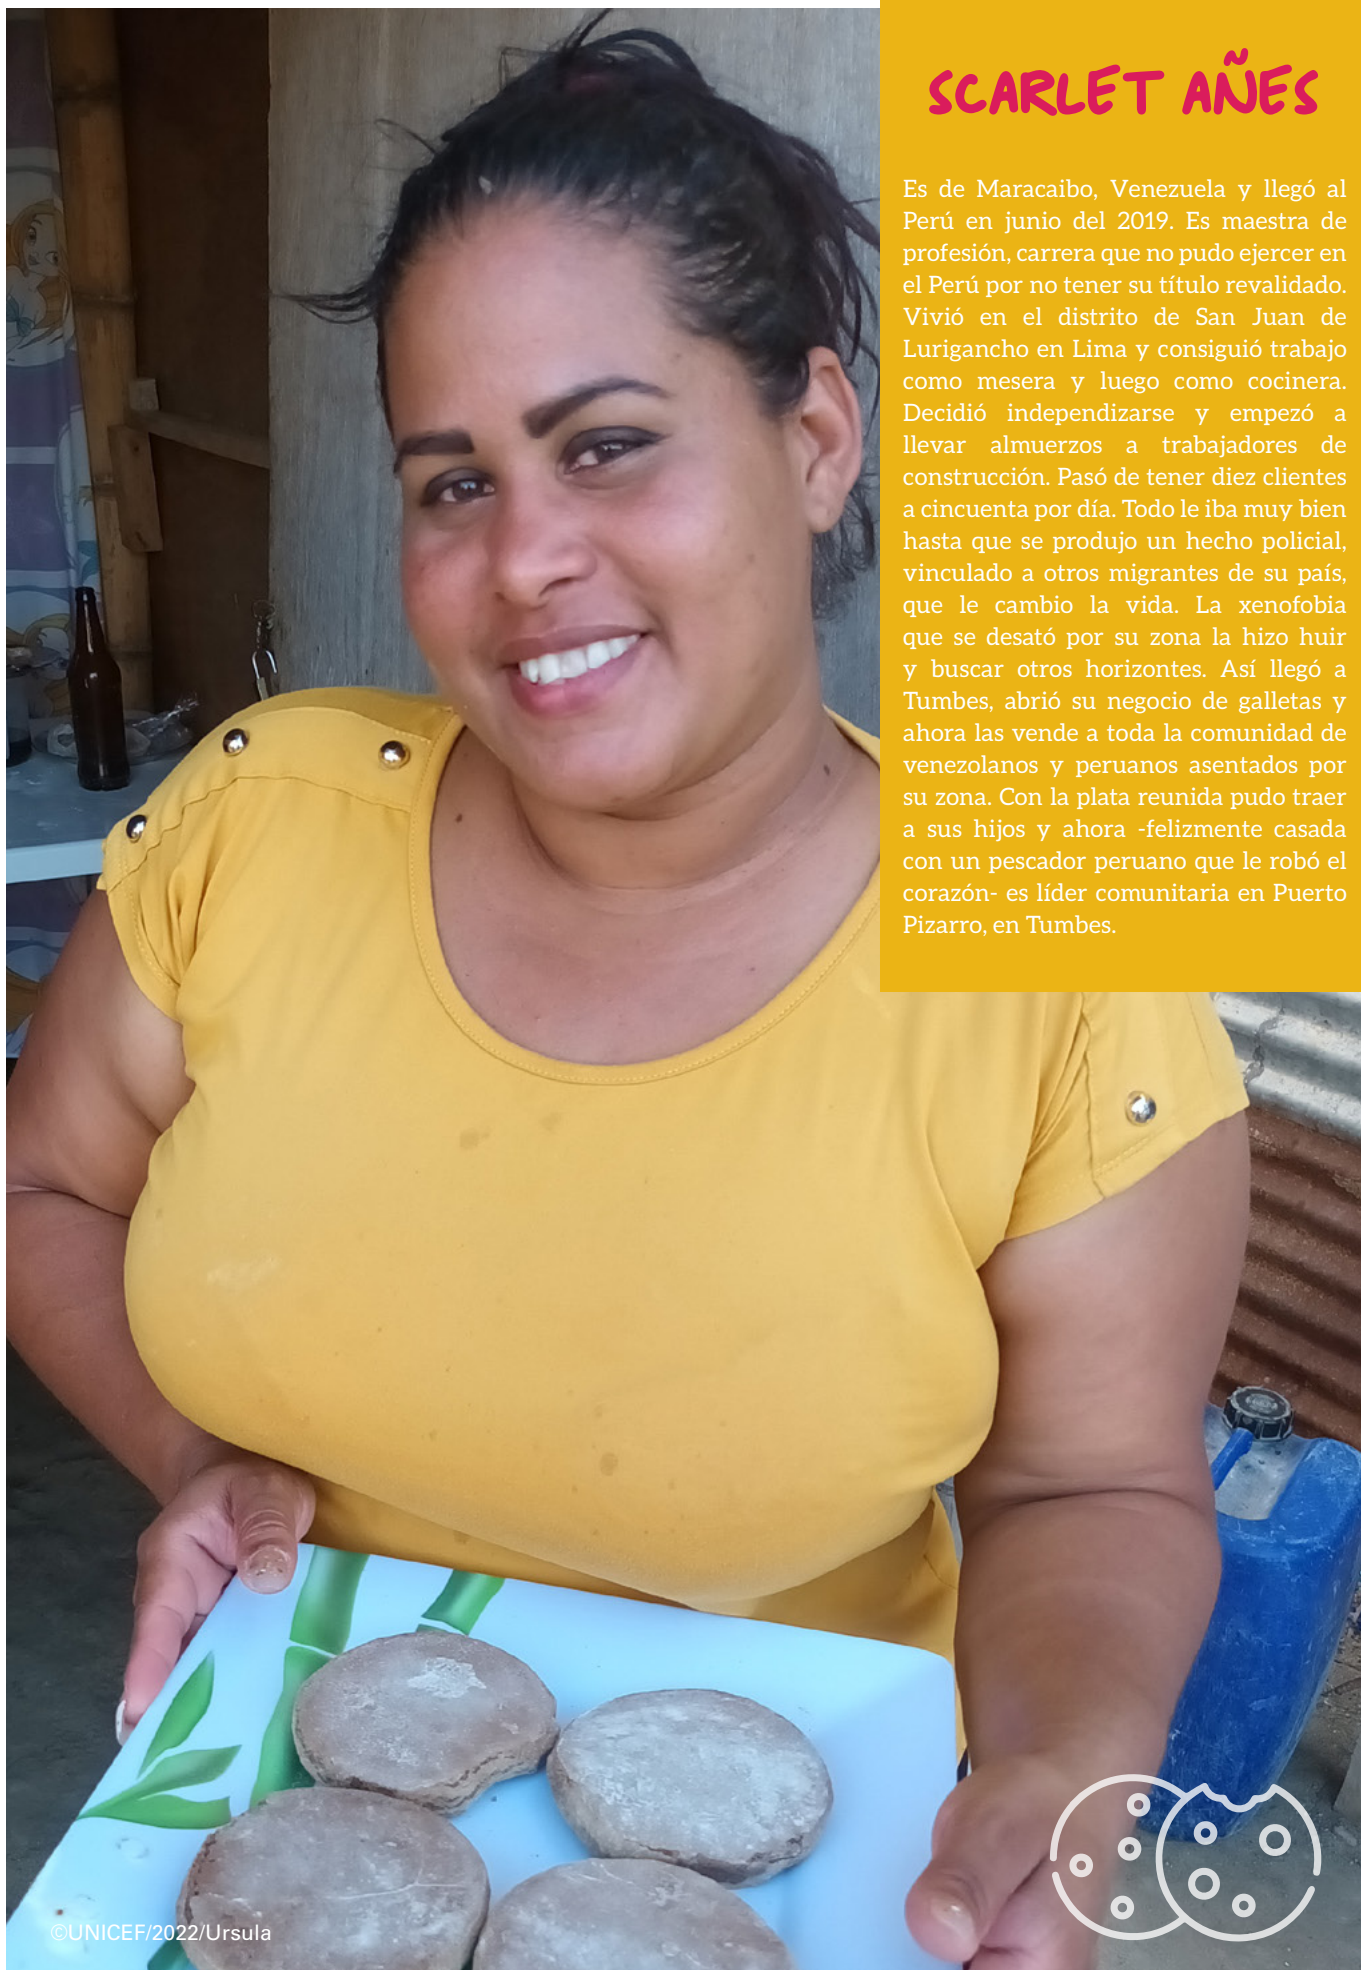 SCARLET AÑES
Es de Maracaibo, Venezuela y llegó al
Perú en junio del 2019. Es maestra de
profesión, carrera que no pudo ejercer en
el Perú por no tener su título revalidado.
Vivió en el distrito de San Juan de
Lurigancho en Lima y consiguió trabajo
como mesera y luego como cocinera.
Decidió independizarse y empezó a
llevar almuerzos a trabajadores de
construcción. Pasó de tener diez clientes
a cincuenta por día. Todo le iba muy bien
hasta que se produjo un hecho policial,
vinculado a otros migrantes de su país,
que le cambio la vida. La xenofobia
que se desató por su zona la hizo huir
y buscar otros horizontes. Así llegó a
Tumbes, abrió su negocio de galletas y
ahora las vende a toda la comunidad de
venezolanos y peruanos asentados por
su zona. Con la plata reunida pudo traer
a sus hijos y ahora -felizmente casada
con un pescador peruano que le robó el
corazón- es líder comunitaria en Puerto
Pizarro, en Tumbes.
©UNICEF/2022/Ursula